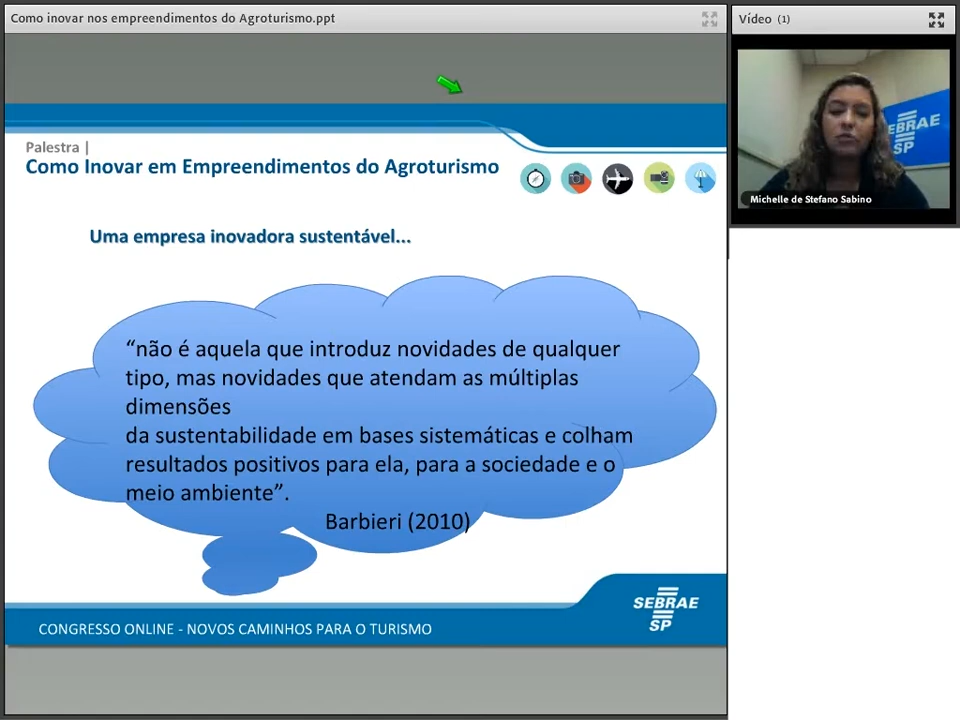 Como inovar nos empreendimentos do Agroturismo.ppt
Vídeo (1)
EBRAE
SP
Michelle de Stefano Sabino
Palestra |
Como Inovar em Empreendimentos do Agroturismo
Uma empresa inovadora sustentável...
“não é aquela que introduz novidades de qualquer
tipo, mas novidades que atendam as múltiplas
dimensões
da sustentabilidade em bases sistemáticas e colham
resultados positivos para ela, para a sociedade e o
meio ambiente”.
Barbieri (2010)
SEBRAE
SP
CONGRESSO ONLINE - NOVOS CAMINHOS PARA O TURISMO